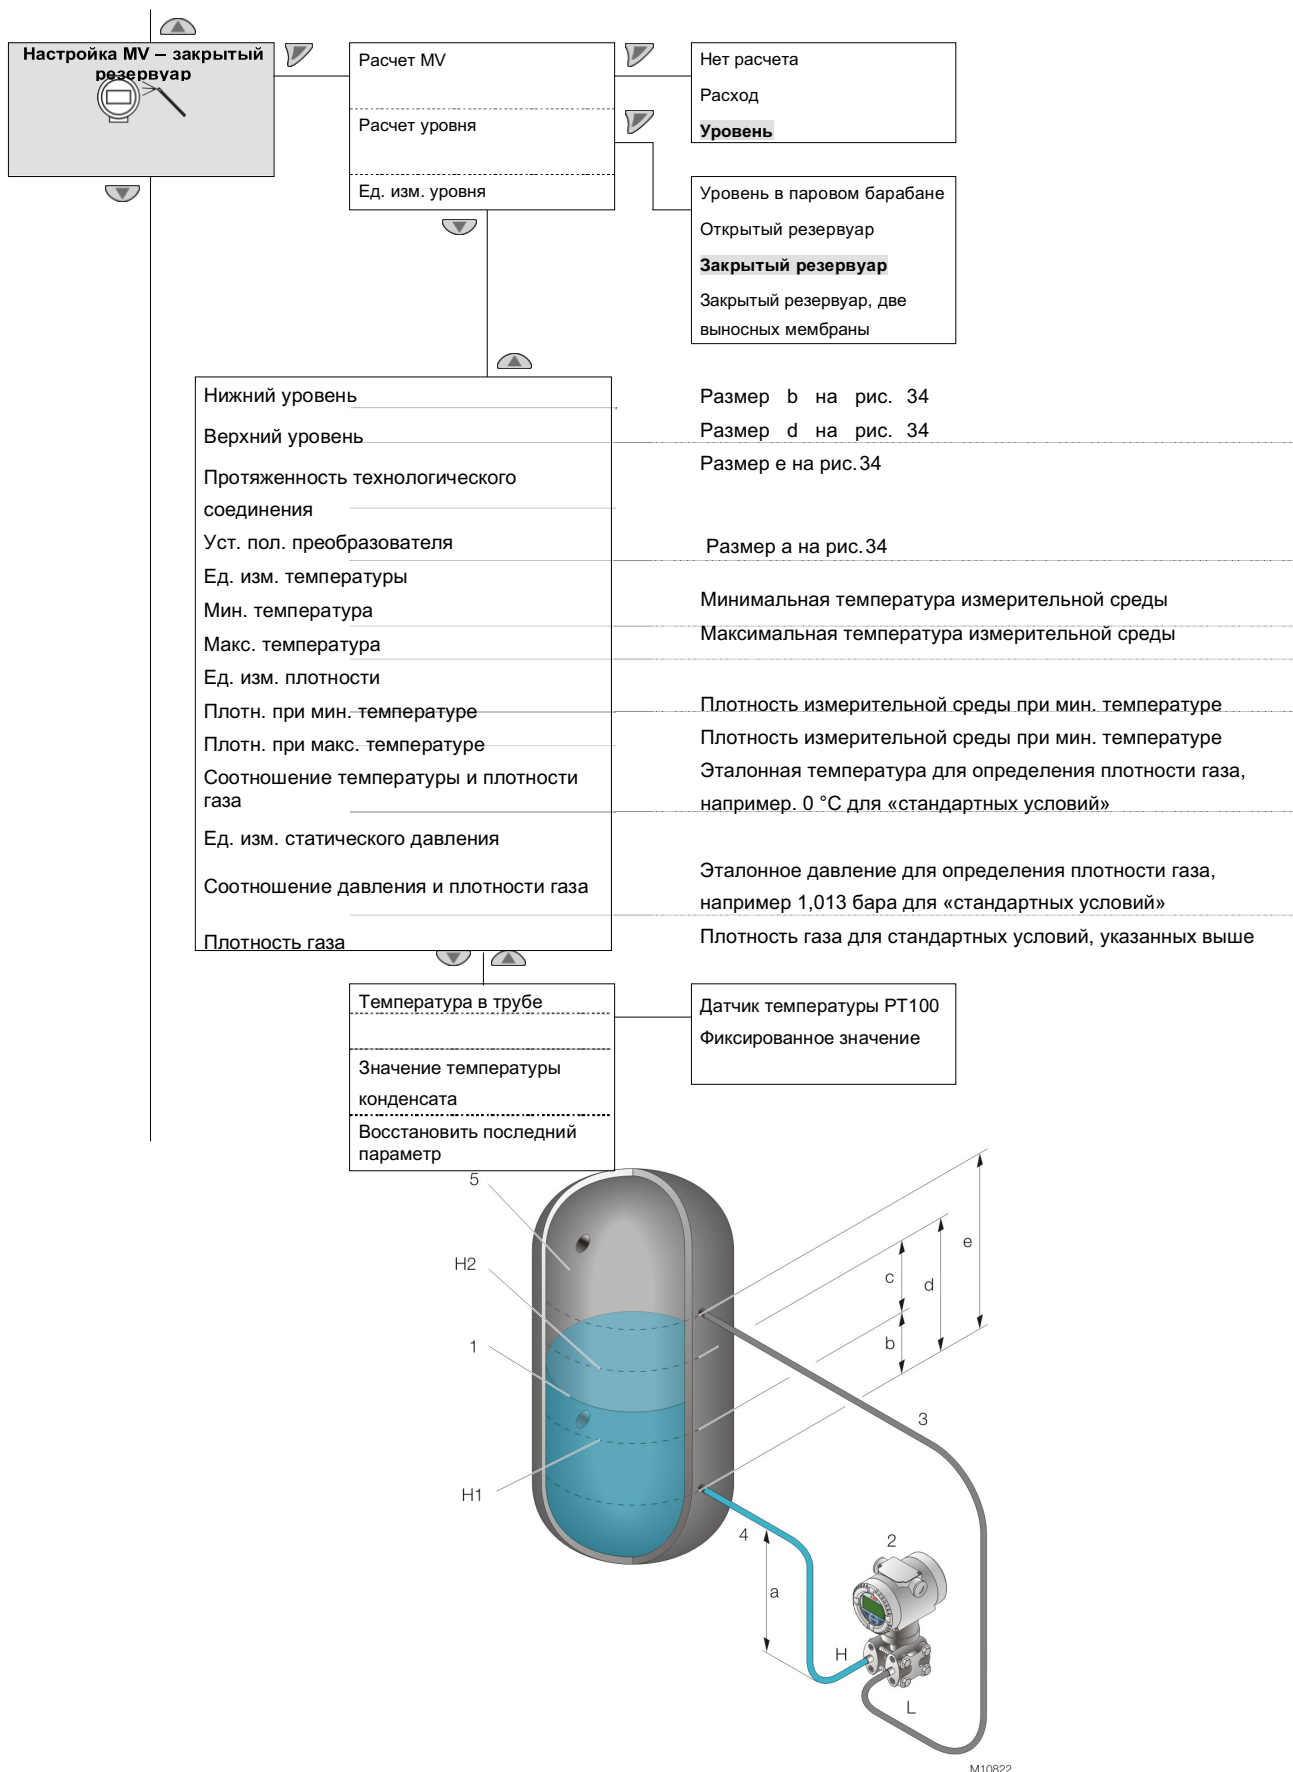 Настройка MV – закрытый
резервуар
Расчет MV
Расчет уровня
Ед. изм. уровня
Нет расчета
Расход
Уровень
Уровень в паровом барабане
Открытый резервуар
Закрытый резервуар
Закрытый резервуар, две
выносных мембраны
Нижний уровень
Размер b на рис. 34
Верхний уровень
Размер d на рис. 34
Протяженность технологического
соединения
Размер e на рис.34
Уст. пол. преобразователя
Размер a на рис.34
Ед. изм. температуры
Мин. температура
Минимальная температура измерительной среды
Макс. температура
Максимальная температура измерительной среды
Ед. изм. плотности
Плотн. при мин. температуре
Плотность измерительной среды при мин. температуре
Плотн. при макс. температуре
Плотность измерительной среды при мин. температуре
Соотношение температуры и плотности
газа
Эталонная температура для определения плотности газа,
например. 0 °C для «стандартных условий»
Ед. изм. статического давления
Соотношение давления и плотности газа
Эталонное давление для определения плотности газа,
например 1,013 бара для «стандартных условий»
Плотность газа
Плотность газа для стандартных условий, указанных выше
Температура в трубе
Значение температуры
конденсата
Восстановить последний
параметр
Датчик температуры PT100
Фиксированное значение
5
H2
1
H1
e
c
d
b
3
4
2
a
H
L
M10822